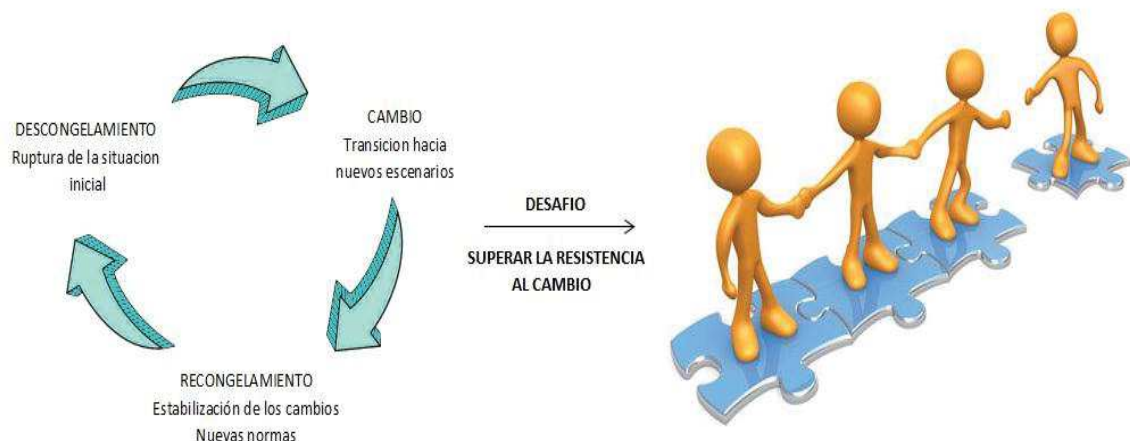 DESCONGELAMIENTO
Ruptura de la situacion
inicial
CAMBIO
Transicion hacia
nuevos escenarios
RECONGELAMIENTO
Estabilización de los cambios
Nuevas normas
DESAFIO
SUPERAR LA RESISTENCIA
AL CAMBIO